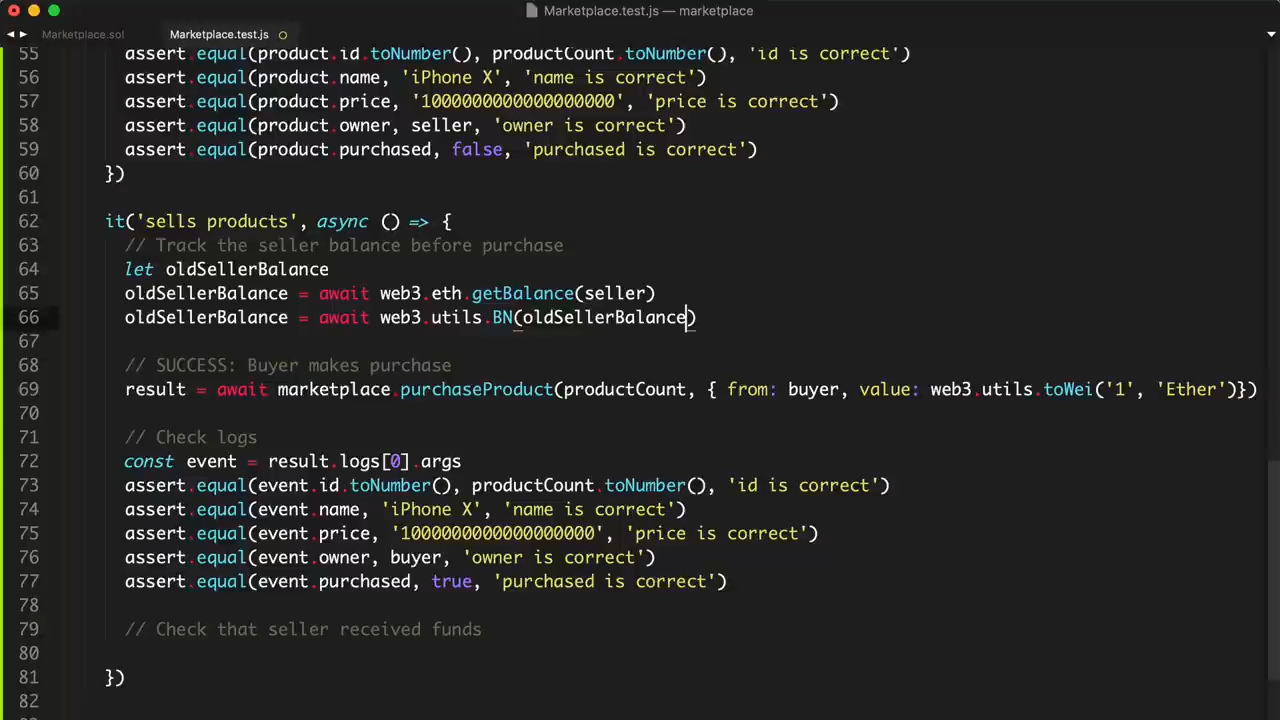 Marketplace.test.js — marketplace
Marketplace.sol Marketplace.test.js
55 assert.equal(product.id.toNumber(), productCount.toNumber(), 'id is correct')
56 assert.equal(product.name, 'iPhone X', 'name is correct')
57 assert.equal(product.price, '1000000000000000000', 'price is correct')
58 assert.equal(product.owner, seller, 'owner is correct')
59 assert.equal(product.purchased, false, 'purchased is correct')
60 })
61
62 it('sells products', async () => {
63 // Track the seller balance before purchase
64 let oldSellerBalance
65 oldSellerBalance = await web3.eth.getBalance(seller)
66 oldSellerBalance = await web3.utils.BN(oldSellerBalance)
67
68 // SUCCESS: Buyer makes purchase
69 result = await marketplace.purchaseProduct(productCount, { from: buyer, value: web3.utils.toWei('1', 'Ether')})
70
71 // Check logs
72 const event = result.logs[0].args
73 assert.equal(event.id.toNumber(), productCount.toNumber(), 'id is correct')
74 assert.equal(event.name, 'iPhone X', 'name is correct')
75 assert.equal(event.price, '1000000000000000000', 'price is correct')
76 assert.equal(event.owner, buyer, 'owner is correct')
77 assert.equal(event.purchased, true, 'purchased is correct')
78
79 // Check that seller received funds
80
81 })
82